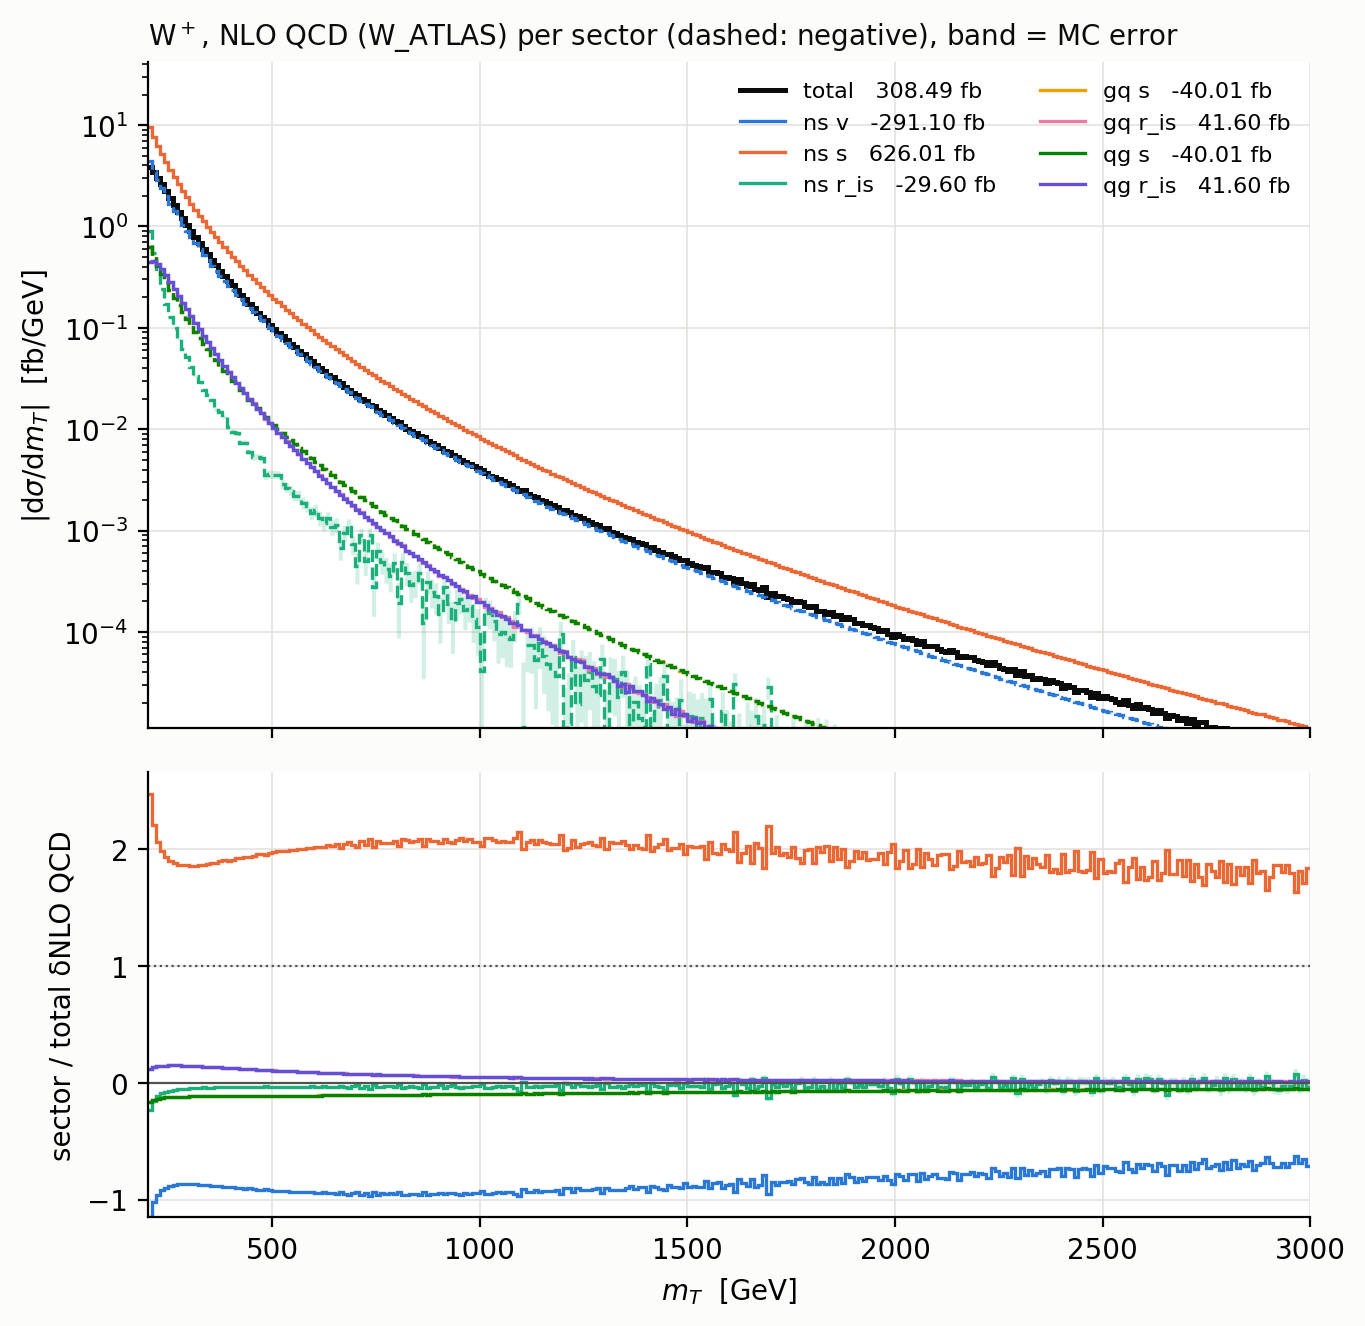 W⁺, NLO QCD (W_ATLAS) per sector (dashed: negative), band = MC error
total 308.49 fb
ns v -291.10 fb
ns s 626.01 fb
ns r_is -29.60 fb
gq s -40.01 fb
gq r_is 41.60 fb
qg s -40.01 fb
qg r_is 41.60 fb
|dσ/dm_T| [fb/GeV]
10¹
10⁰
10⁻¹
10⁻²
10⁻³
10⁻⁴
sector / total δNLO QCD
2
1
0
−1
500 1000 1500 2000 2500 3000
m_T [GeV]